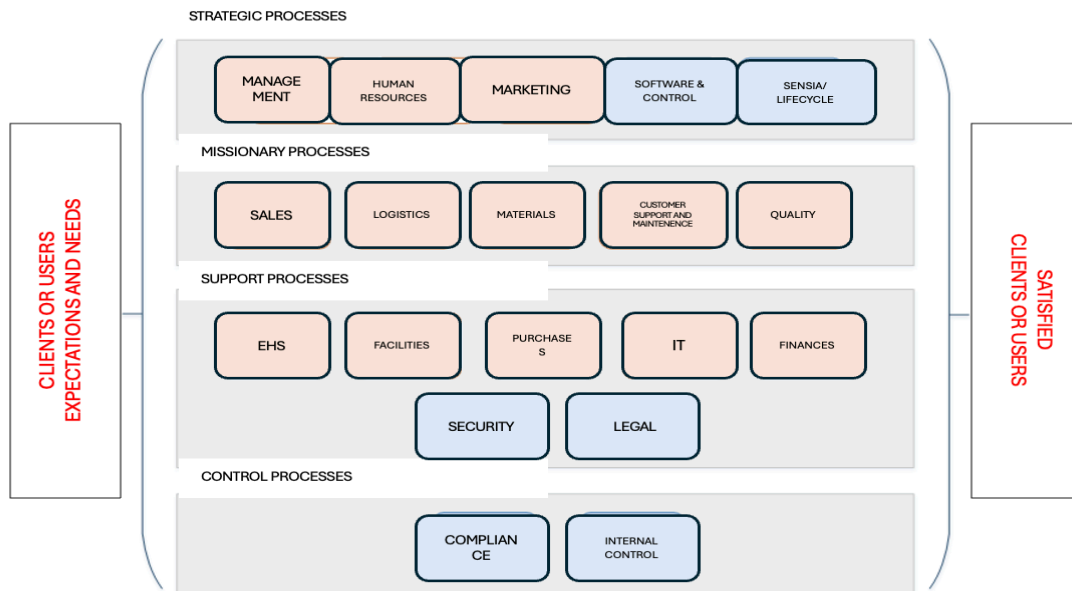 STRATEGIC PROCESSES
MANAGE
MENT
HUMAN
RESOURCES
MARKETING
SOFTWARE &
CONTROL
SENSIA/
LIFECYCLE
MISSIONARY PROCESSES
SALES
LOGISTICS
MATERIALS
CUSTOMER
SUPPORT AND
MAINTENENCE
QUALITY
SUPPORT PROCESSES
EHS
FACILITIES
PURCHASE
S
IT
FINANCES
SECURITY
LEGAL
CONTROL PROCESSES
COMPLIAN
CE
INTERNAL
CONTROL
CLIENTS OR USERS
EXPECTATIONS AND NEEDS
SATISFIED
CLIENTS OR USERS